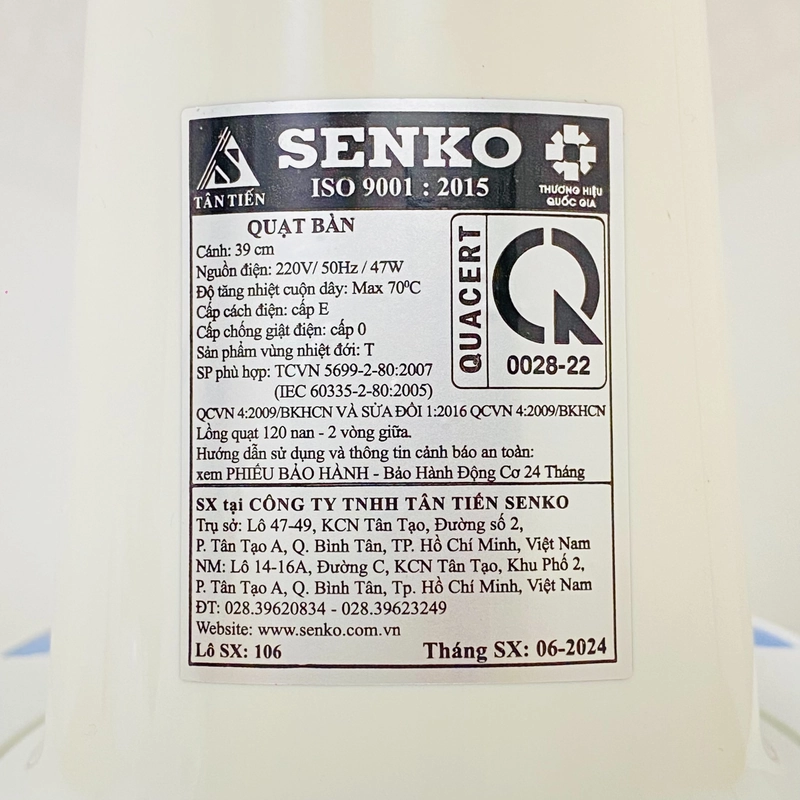 TÂN TIẾN
SENKO
ISO 9001 : 2015
THƯƠNG HIỆU
QUỐC GIA
QUẠT BÀN
Cánh: 39 cm
Nguồn điện: 220V/ 50Hz / 47W
Độ tăng nhiệt cuộn dây: Max 70⁰C
Cấp cách điện: cấp E
Cấp chống giật điện: cấp 0
Sản phẩm vùng nhiệt đới: T
SP phù hợp: TCVN 5699-2-80:2007
(IEC 60335-2-80:2005)
QUACERT
0028-22
QCVN 4:2009/BKHCN VÀ SỬA ĐỔI 1:2016 QCVN 4:2009/BKHCN
Lồng quạt 120 nan - 2 vòng giữa.
Hướng dẫn sử dụng và thông tin cảnh báo an toàn:
xem PHIẾU BẢO HÀNH - Bảo Hành Động Cơ 24 Tháng
SX tại CÔNG TY TNHH TÂN TIẾN SENKO
Trụ sở: Lô 47-49, KCN Tân Tạo, Đường số 2,
P. Tân Tạo A, Q. Bình Tân, TP. Hồ Chí Minh, Việt Nam
NM: Lô 14-16A, Đường C, KCN Tân Tạo, Khu Phố 2,
P. Tân Tạo A, Q. Bình Tân, Tp. Hồ Chí Minh, Việt Nam
ĐT: 028.39620834 - 028.39623249
Website: www.senko.com.vn
Lô SX: 106 Tháng SX: 06-2024